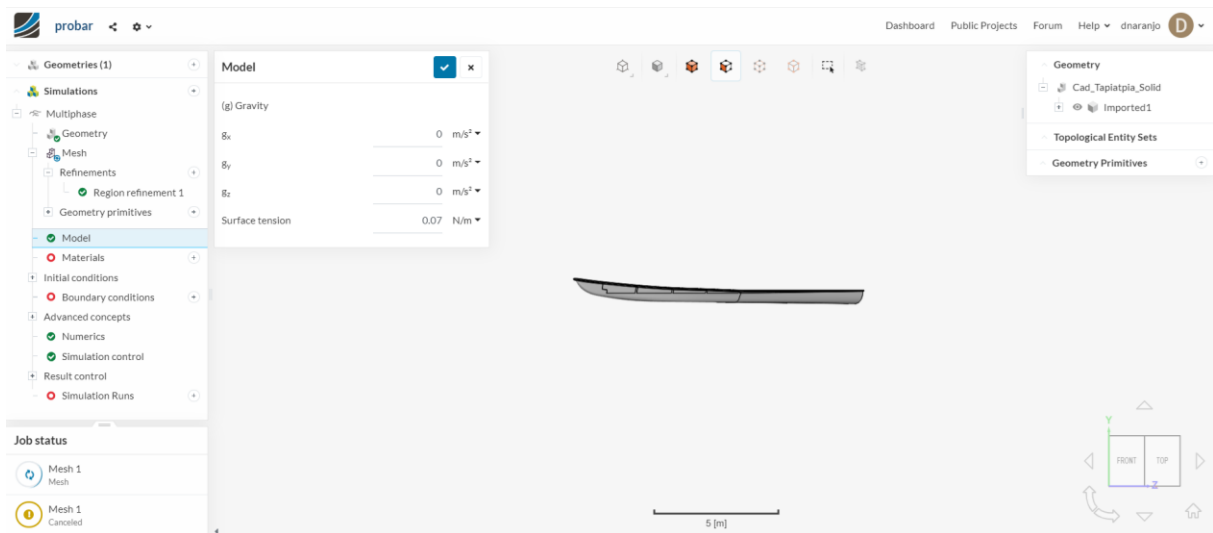 probar
Dashboard Public Projects Forum Help dnaranjo D
Geometries (1)
Simulations
Multiphase
Geometry
Mesh
Refinements
Region refinement 1
Geometry primitives
Model
Materials
Initial conditions
Boundary conditions
Advanced concepts
Numerics
Simulation control
Result control
Simulation Runs
Job status
Mesh 1
Mesh
Mesh 1
Canceled
Model
(g) Gravity
gx 0 m/s²
gy 0 m/s²
gz 0 m/s²
Surface tension 0.07 N/m
5 [m]
Geometry
Cad_Taplatpia_Solid
Imported1
Topological Entity Sets
Geometry Primitives
Y
FRONT TOP
Z